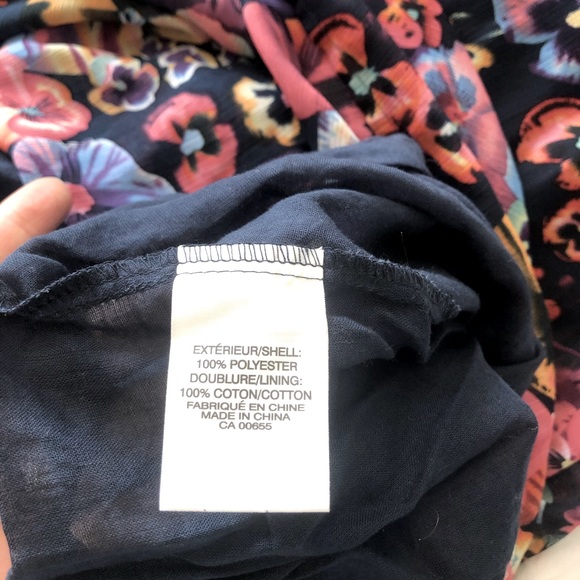 EXTÉRIEUR/SHELL:
100% POLYESTER
DOUBLURE/LINING:
100% COTON/COTTON
FABRIQUÉ EN CHINE
MADE IN CHINA
CA 00655